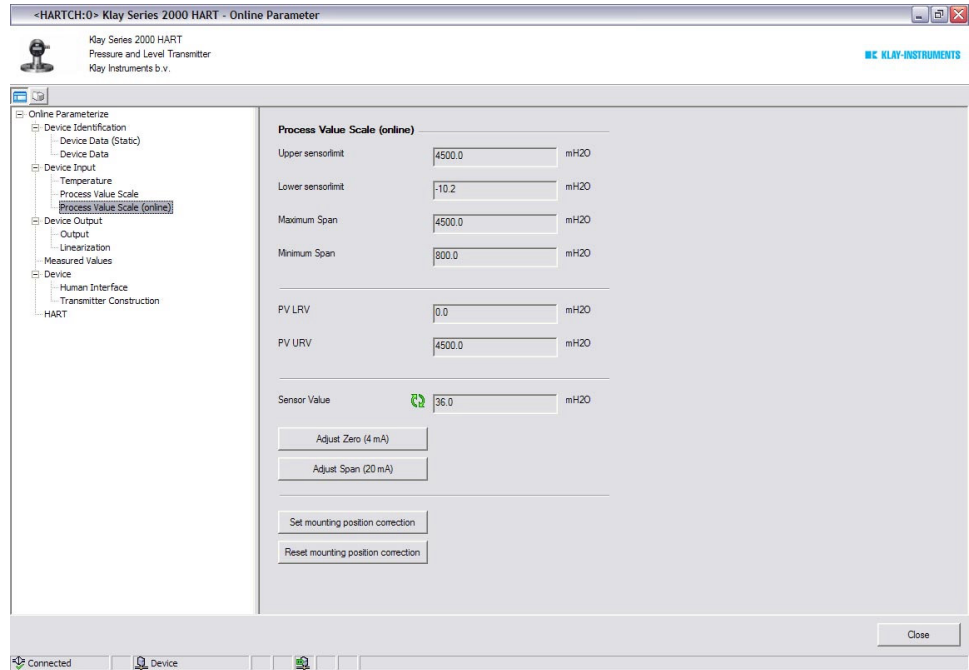 <HARTCH:0> Klay Series 2000 HART - Online Parameter
Klay Series 2000 HART
Pressure and Level Transmitter
Klay Instruments b.v.
KLAY-INSTRUMENTS
Online Parameterize
Device Identification
Device Data (Static)
Device Data
Device Input
Temperature
Process Value Scale
Process Value Scale (online)
Device Output
Output
Linearization
Measured Values
Device
Human Interface
Transmitter Construction
HART
Process Value Scale (online)
Upper sensorlimit 4500.0 mH2O
Lower sensorlimit -10.2 mH2O
Maximum Span 4500.0 mH2O
Minimum Span 800.0 mH2O
PV LRV 0.0 mH2O
PV URV 4500.0 mH2O
Sensor Value 36.0 mH2O
Adjust Zero (4 mA)
Adjust Span (20 mA)
Set mounting position correction
Reset mounting position correction
Close
Connected Device